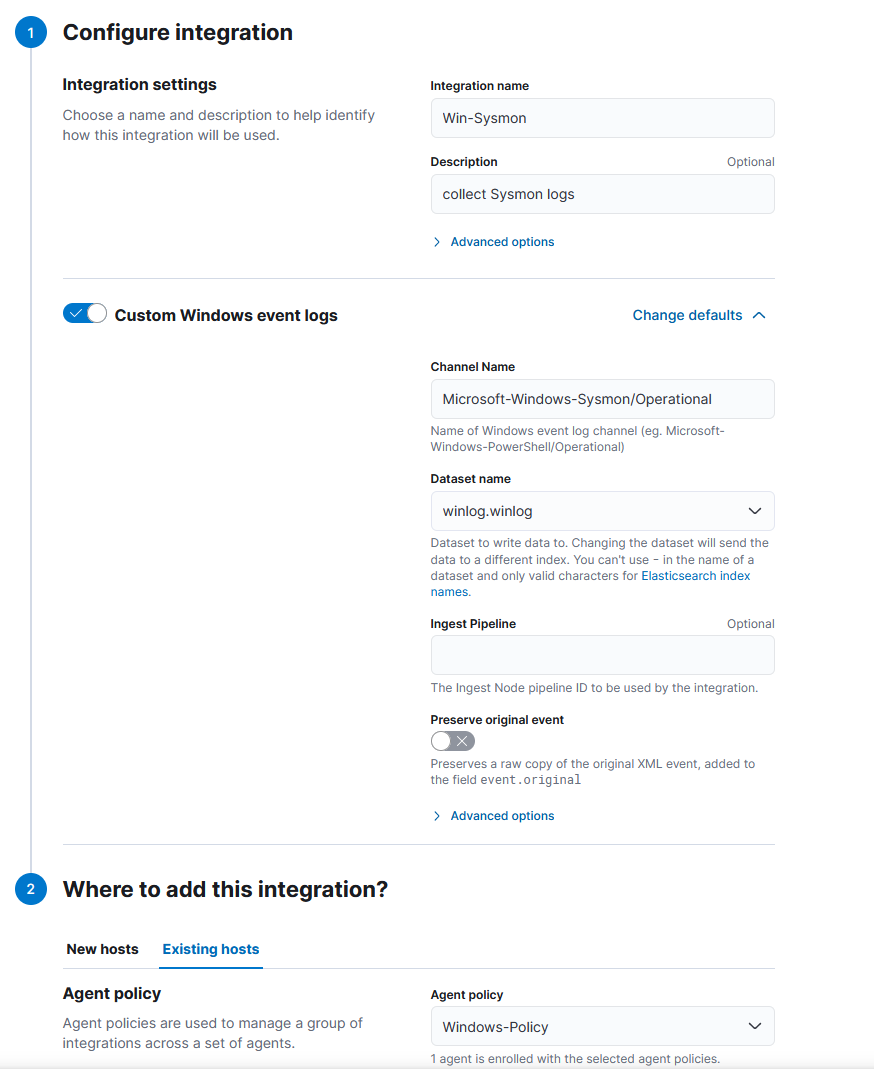 1
Configure integration
Integration settings
Choose a name and description to help identify
how this integration will be used.
Integration name
Win-Sysmon
Description
Optional
collect Sysmon logs
Advanced options
Custom Windows event logs
Change defaults
Channel Name
Microsoft-Windows-Sysmon/Operational
Name of Windows event log channel (eg. Microsoft-
Windows-PowerShell/Operational)
Dataset name
winlog.winlog
Dataset to write data to. Changing the dataset will send the
data to a different index. You can't use - in the name of a
dataset and only valid characters for Elasticsearch index
names.
Ingest Pipeline
Optional
The Ingest Node pipeline ID to be used by the integration.
Preserve original event
Preserves a raw copy of the original XML event, added to
the field event.original
Advanced options
2
Where to add this integration?
New hosts
Existing hosts
Agent policy
Agent policies are used to manage a group of
integrations across a set of agents.
Agent policy
Windows-Policy
1 agent is enrolled with the selected agent policies.